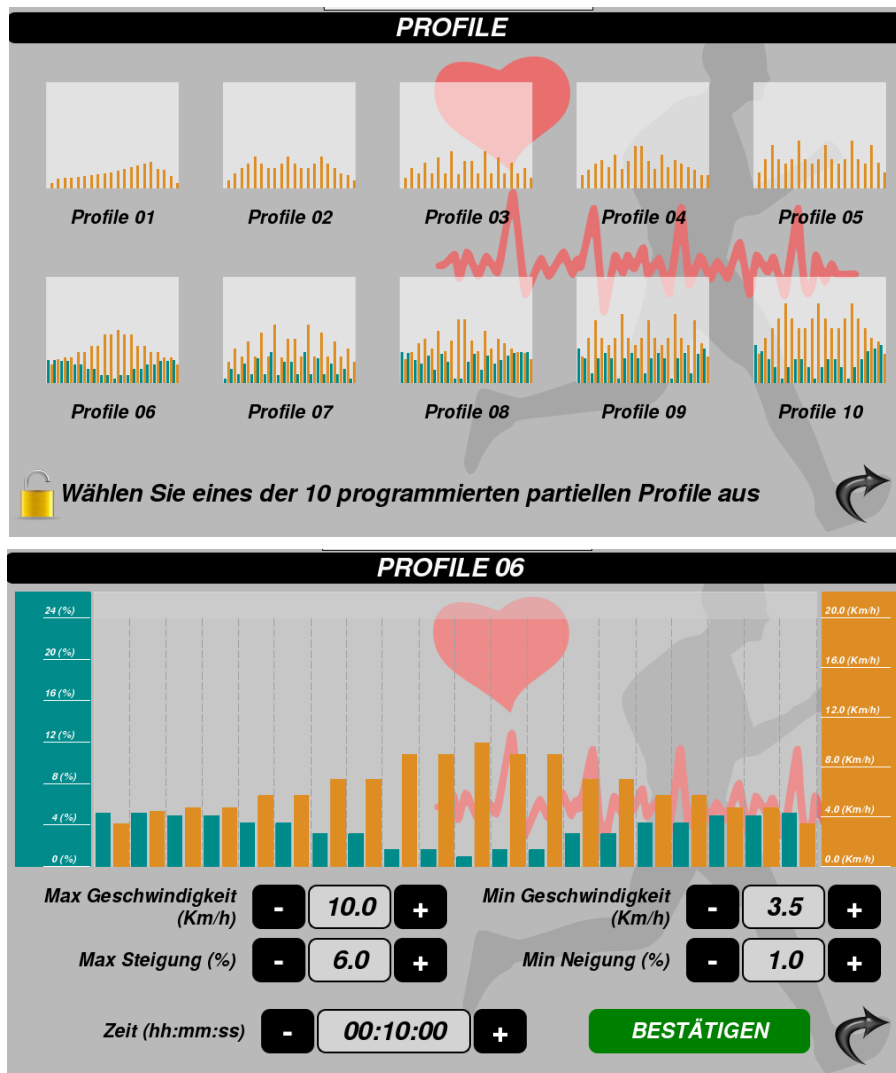 PROFILE
Profile 01
Profile 02
Profile 03
Profile 04
Profile 05
Profile 06
Profile 07
Profile 08
Profile 09
Profile 10
Wählen Sie eines der 10 programmierten partiellen Profile aus
PROFILE 06
24 (%)
20 (%)
16 (%)
12 (%)
8 (%)
4 (%)
0 (%)
20.0 (Km/h)
16.0 (Km/h)
12.0 (Km/h)
8.0 (Km/h)
4.0 (Km/h)
0.0 (Km/h)
Max Geschwindigkeit
(Km/h)
- 10.0 +
Min Geschwindigkeit
(Km/h)
- 3.5 +
Max Steigung (%)
- 6.0 +
Min Neigung (%)
- 1.0 +
Zeit (hh:mm:ss)
- 00:10:00 +
BESTÄTIGEN